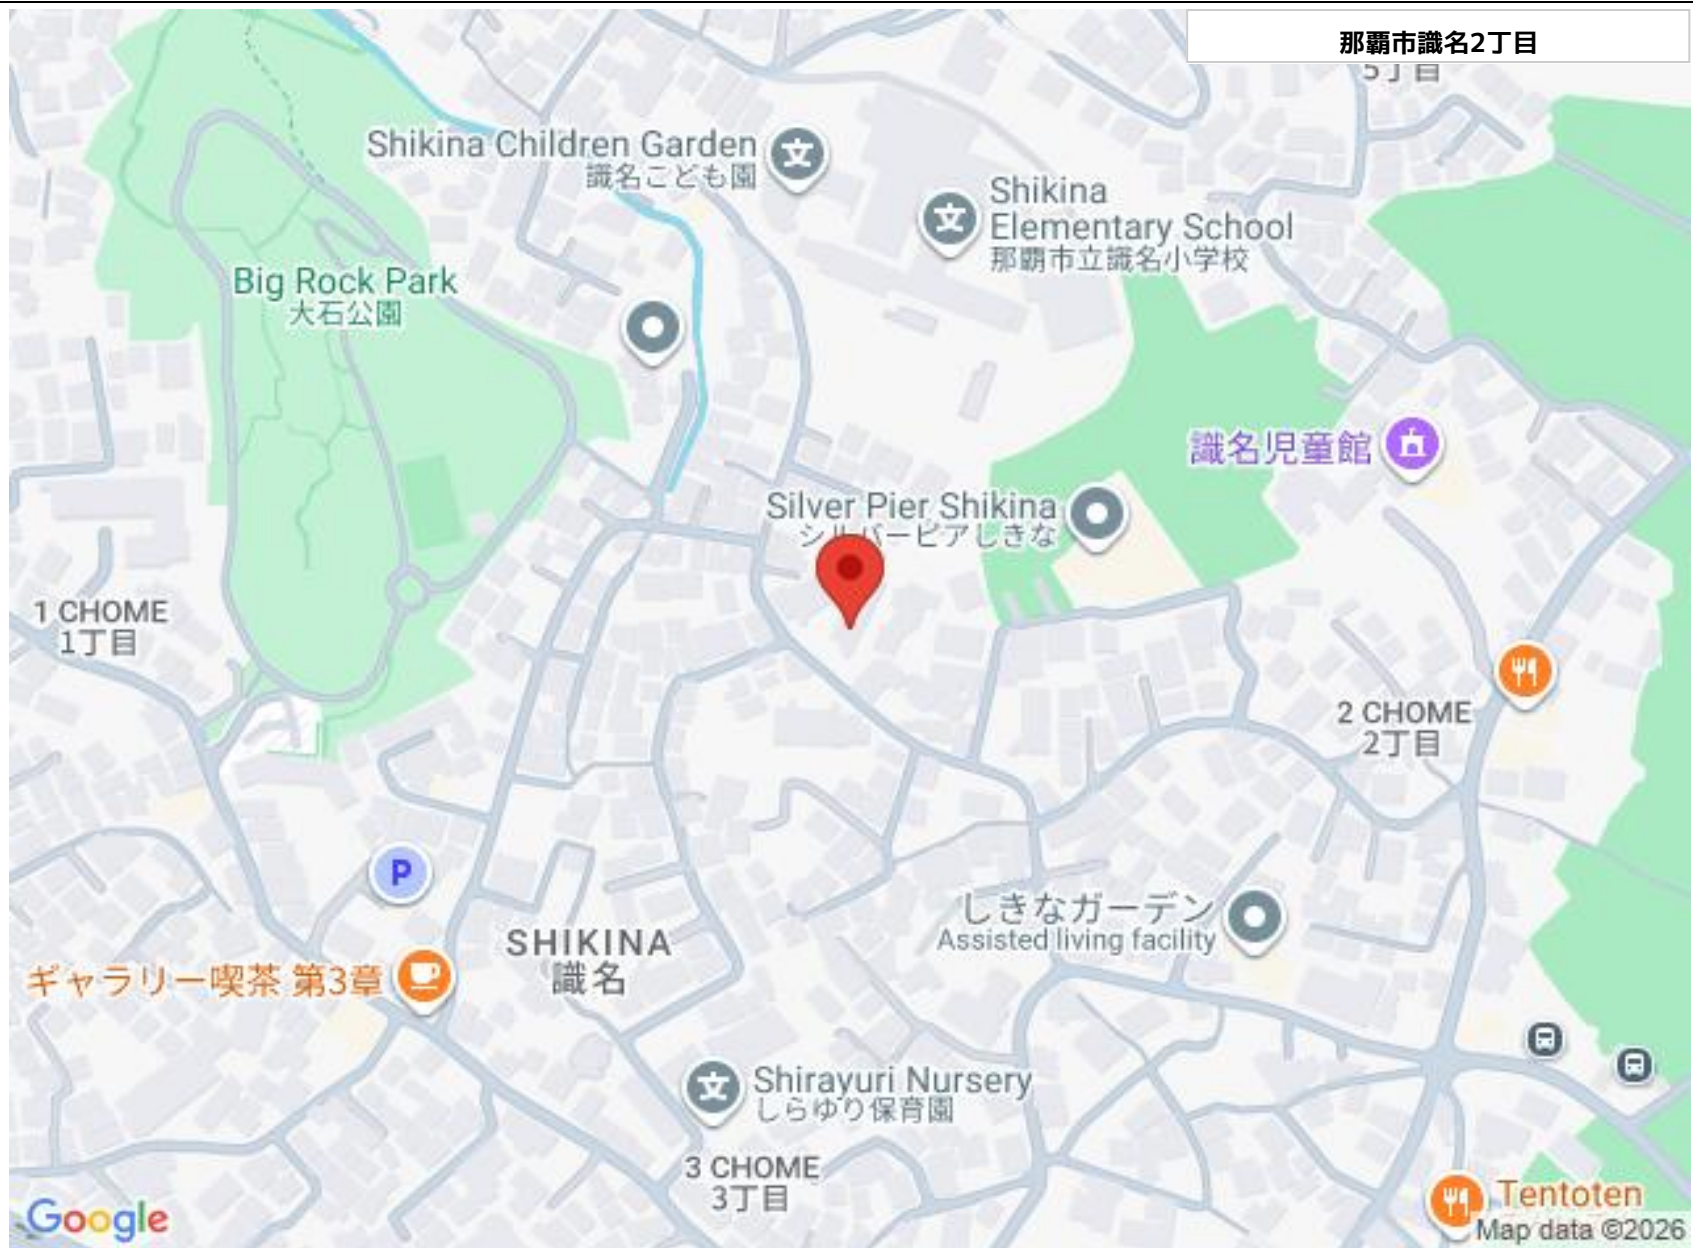 那覇市識名2丁目
5丁目
Shikina Children Garden
識名こども園
Shikina
Elementary School
那覇市立識名小学校
Big Rock Park
大石公園
識名児童館
Silver Pier Shikina
シルバーピアしきな
1 CHOME
1丁目
2 CHOME
2丁目
P
しきなガーデン
Assisted living facility
SHIKINA
識名
ギャラリー喫茶 第3章
Shirayuri Nursery
しらゆり保育園
3 CHOME
3丁目
Tentoten
Google
Map data ©2026